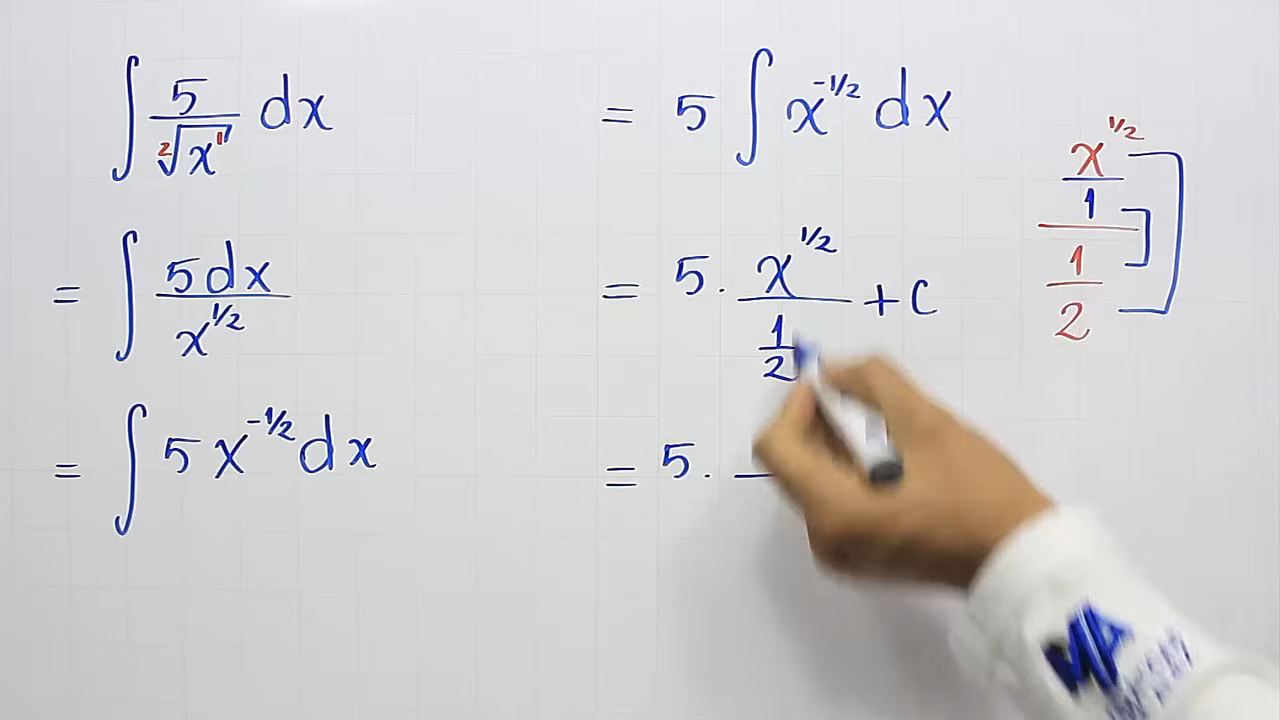 ∫ 5/²√x¹ dx
= ∫ 5dx/x^1/2
= ∫ 5x^-1/2 dx
= 5 ∫ x^-1/2 dx
= 5 . x^1/2 / (1/2) + C
= 5 .
x^1/2 / 1
1/2